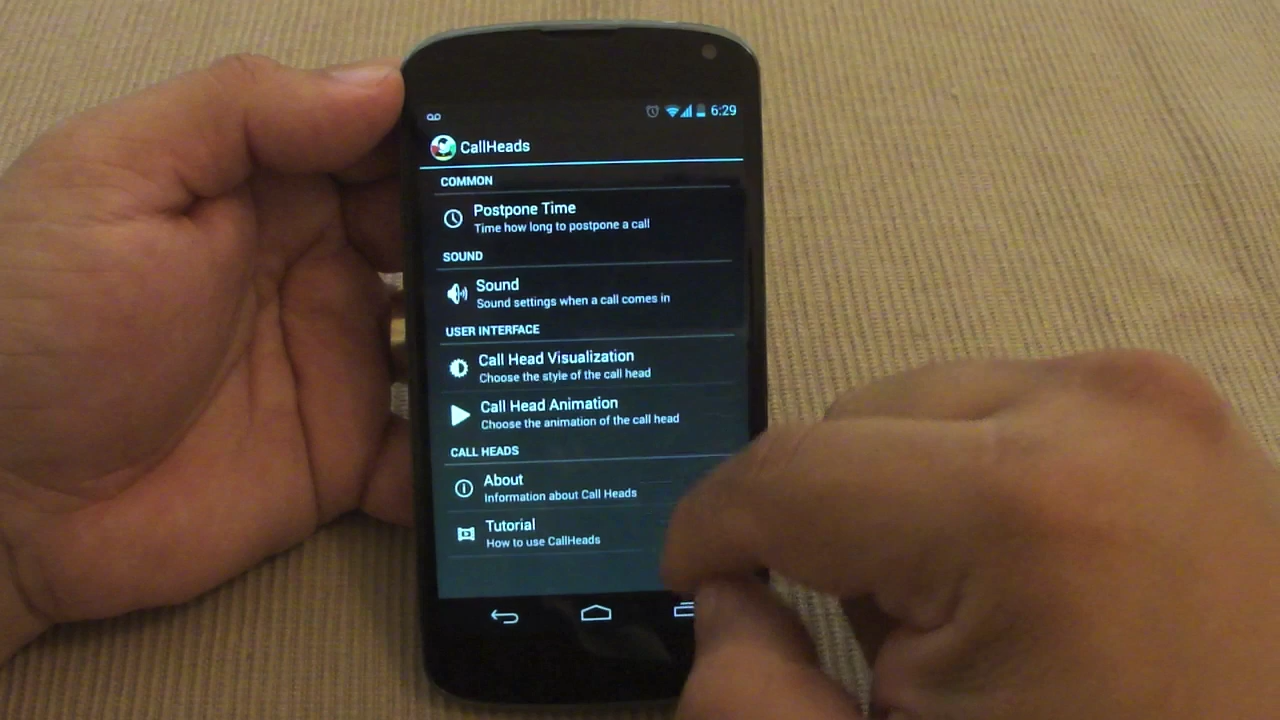 6:29
CallHeads
COMMON
Postpone Time
Time how long to postpone a call
SOUND
Sound
Sound settings when a call comes in
USER INTERFACE
Call Head Visualization
Choose the style of the call head
Call Head Animation
Choose the animation of the call head
CALL HEADS
About
Information about Call Heads
Tutorial
How to use CallHeads